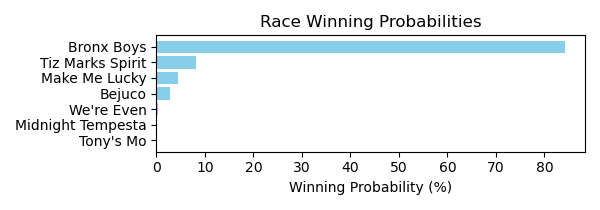 Race Winning Probabilities
Bronx Boys
Tiz Marks Spirit
Make Me Lucky
Bejuco
We're Even
Midnight Tempesta
Tony's Mo
0 10 20 30 40 50 60 70 80
Winning Probability (%)